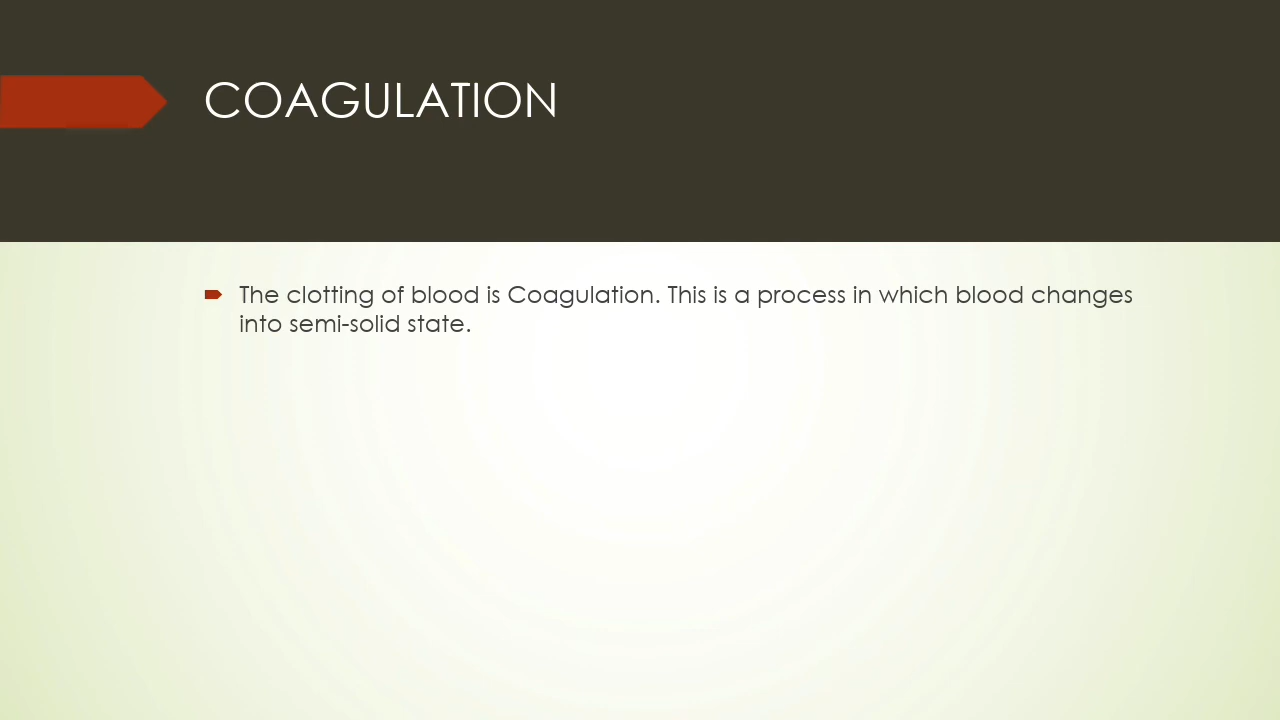 COAGULATION
The clotting of blood is Coagulation. This is a process in which blood changes
into semi-solid state.